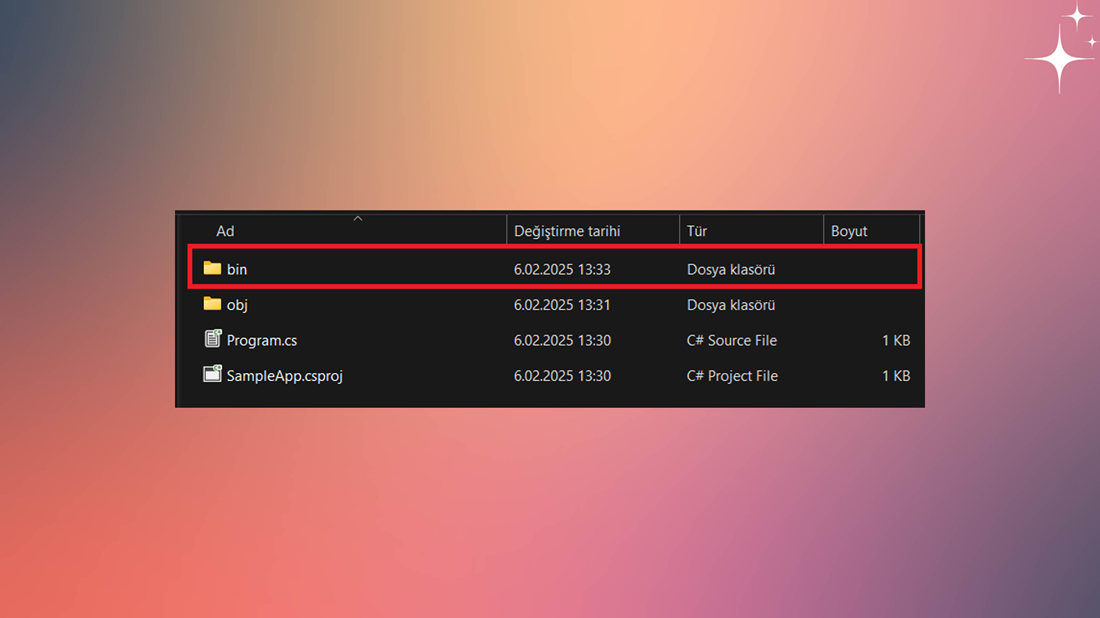 Ad Değiştirme tarihi Tür Boyut
bin 6.02.2025 13:33 Dosya klasörü
obj 6.02.2025 13:31 Dosya klasörü
Program.cs 6.02.2025 13:30 C# Source File 1 KB
SampleApp.csproj 6.02.2025 13:30 C# Project File 1 KB